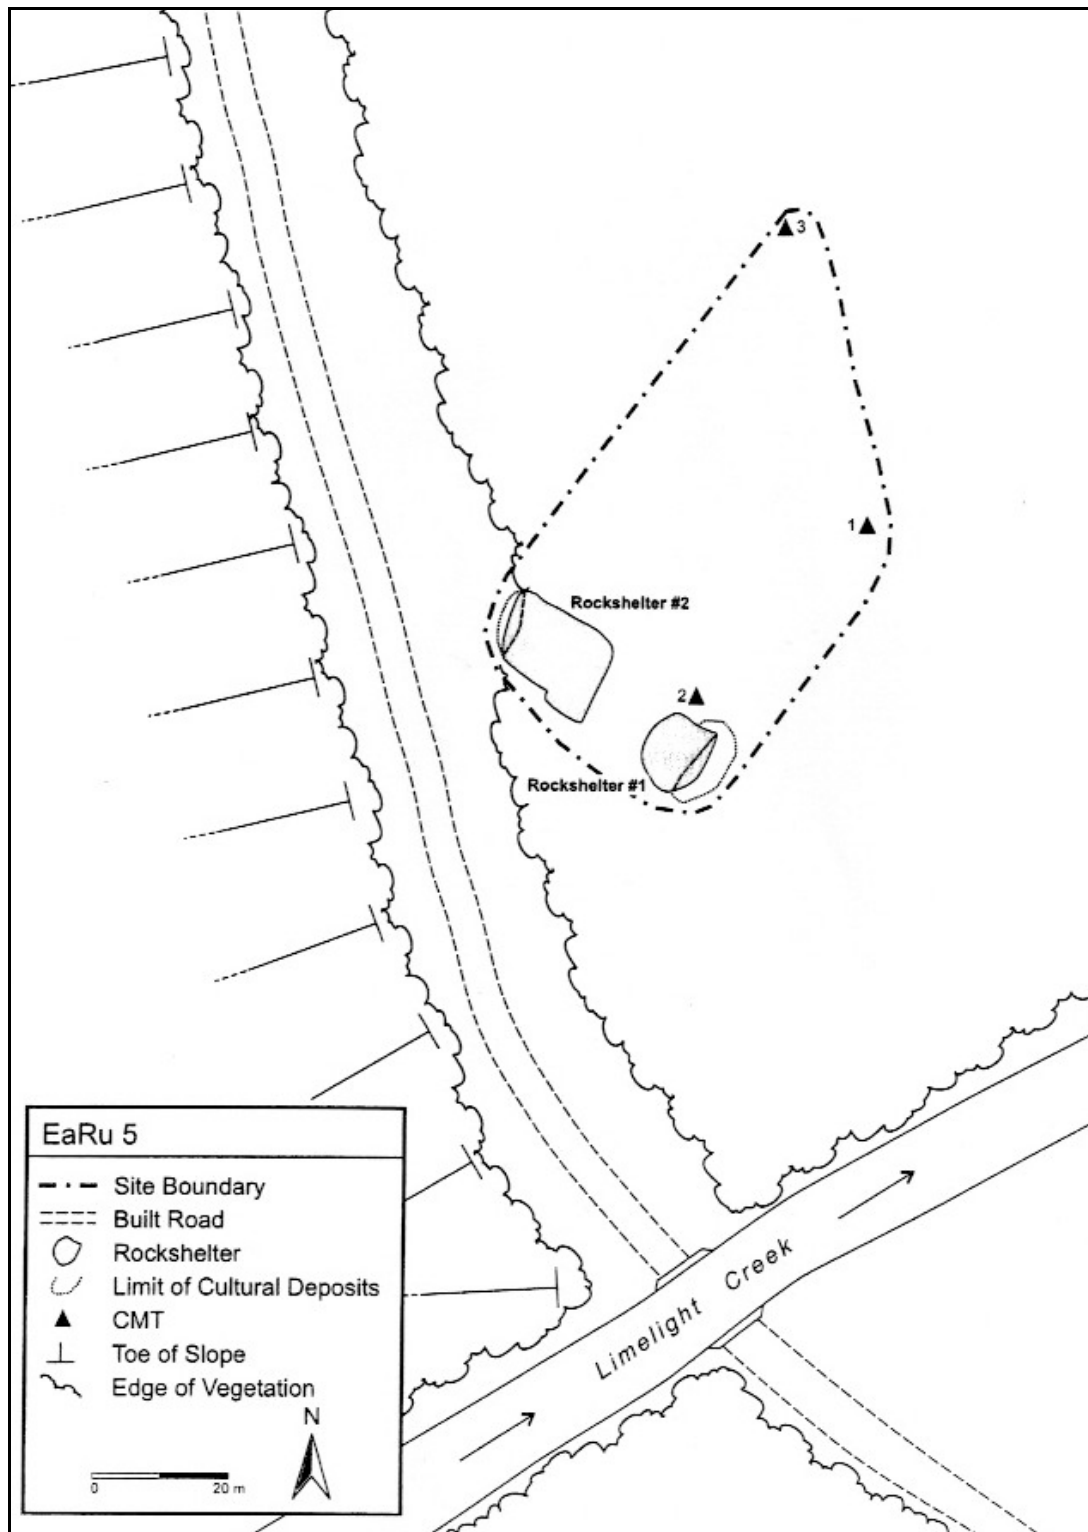 3
1
Rockshelter #2
2
Rockshelter #1
EaRu 5
Site Boundary
Built Road
Rockshelter
Limit of Cultural Deposits
CMT
Toe of Slope
Edge of Vegetation
N
0 20 m
Limelight Creek